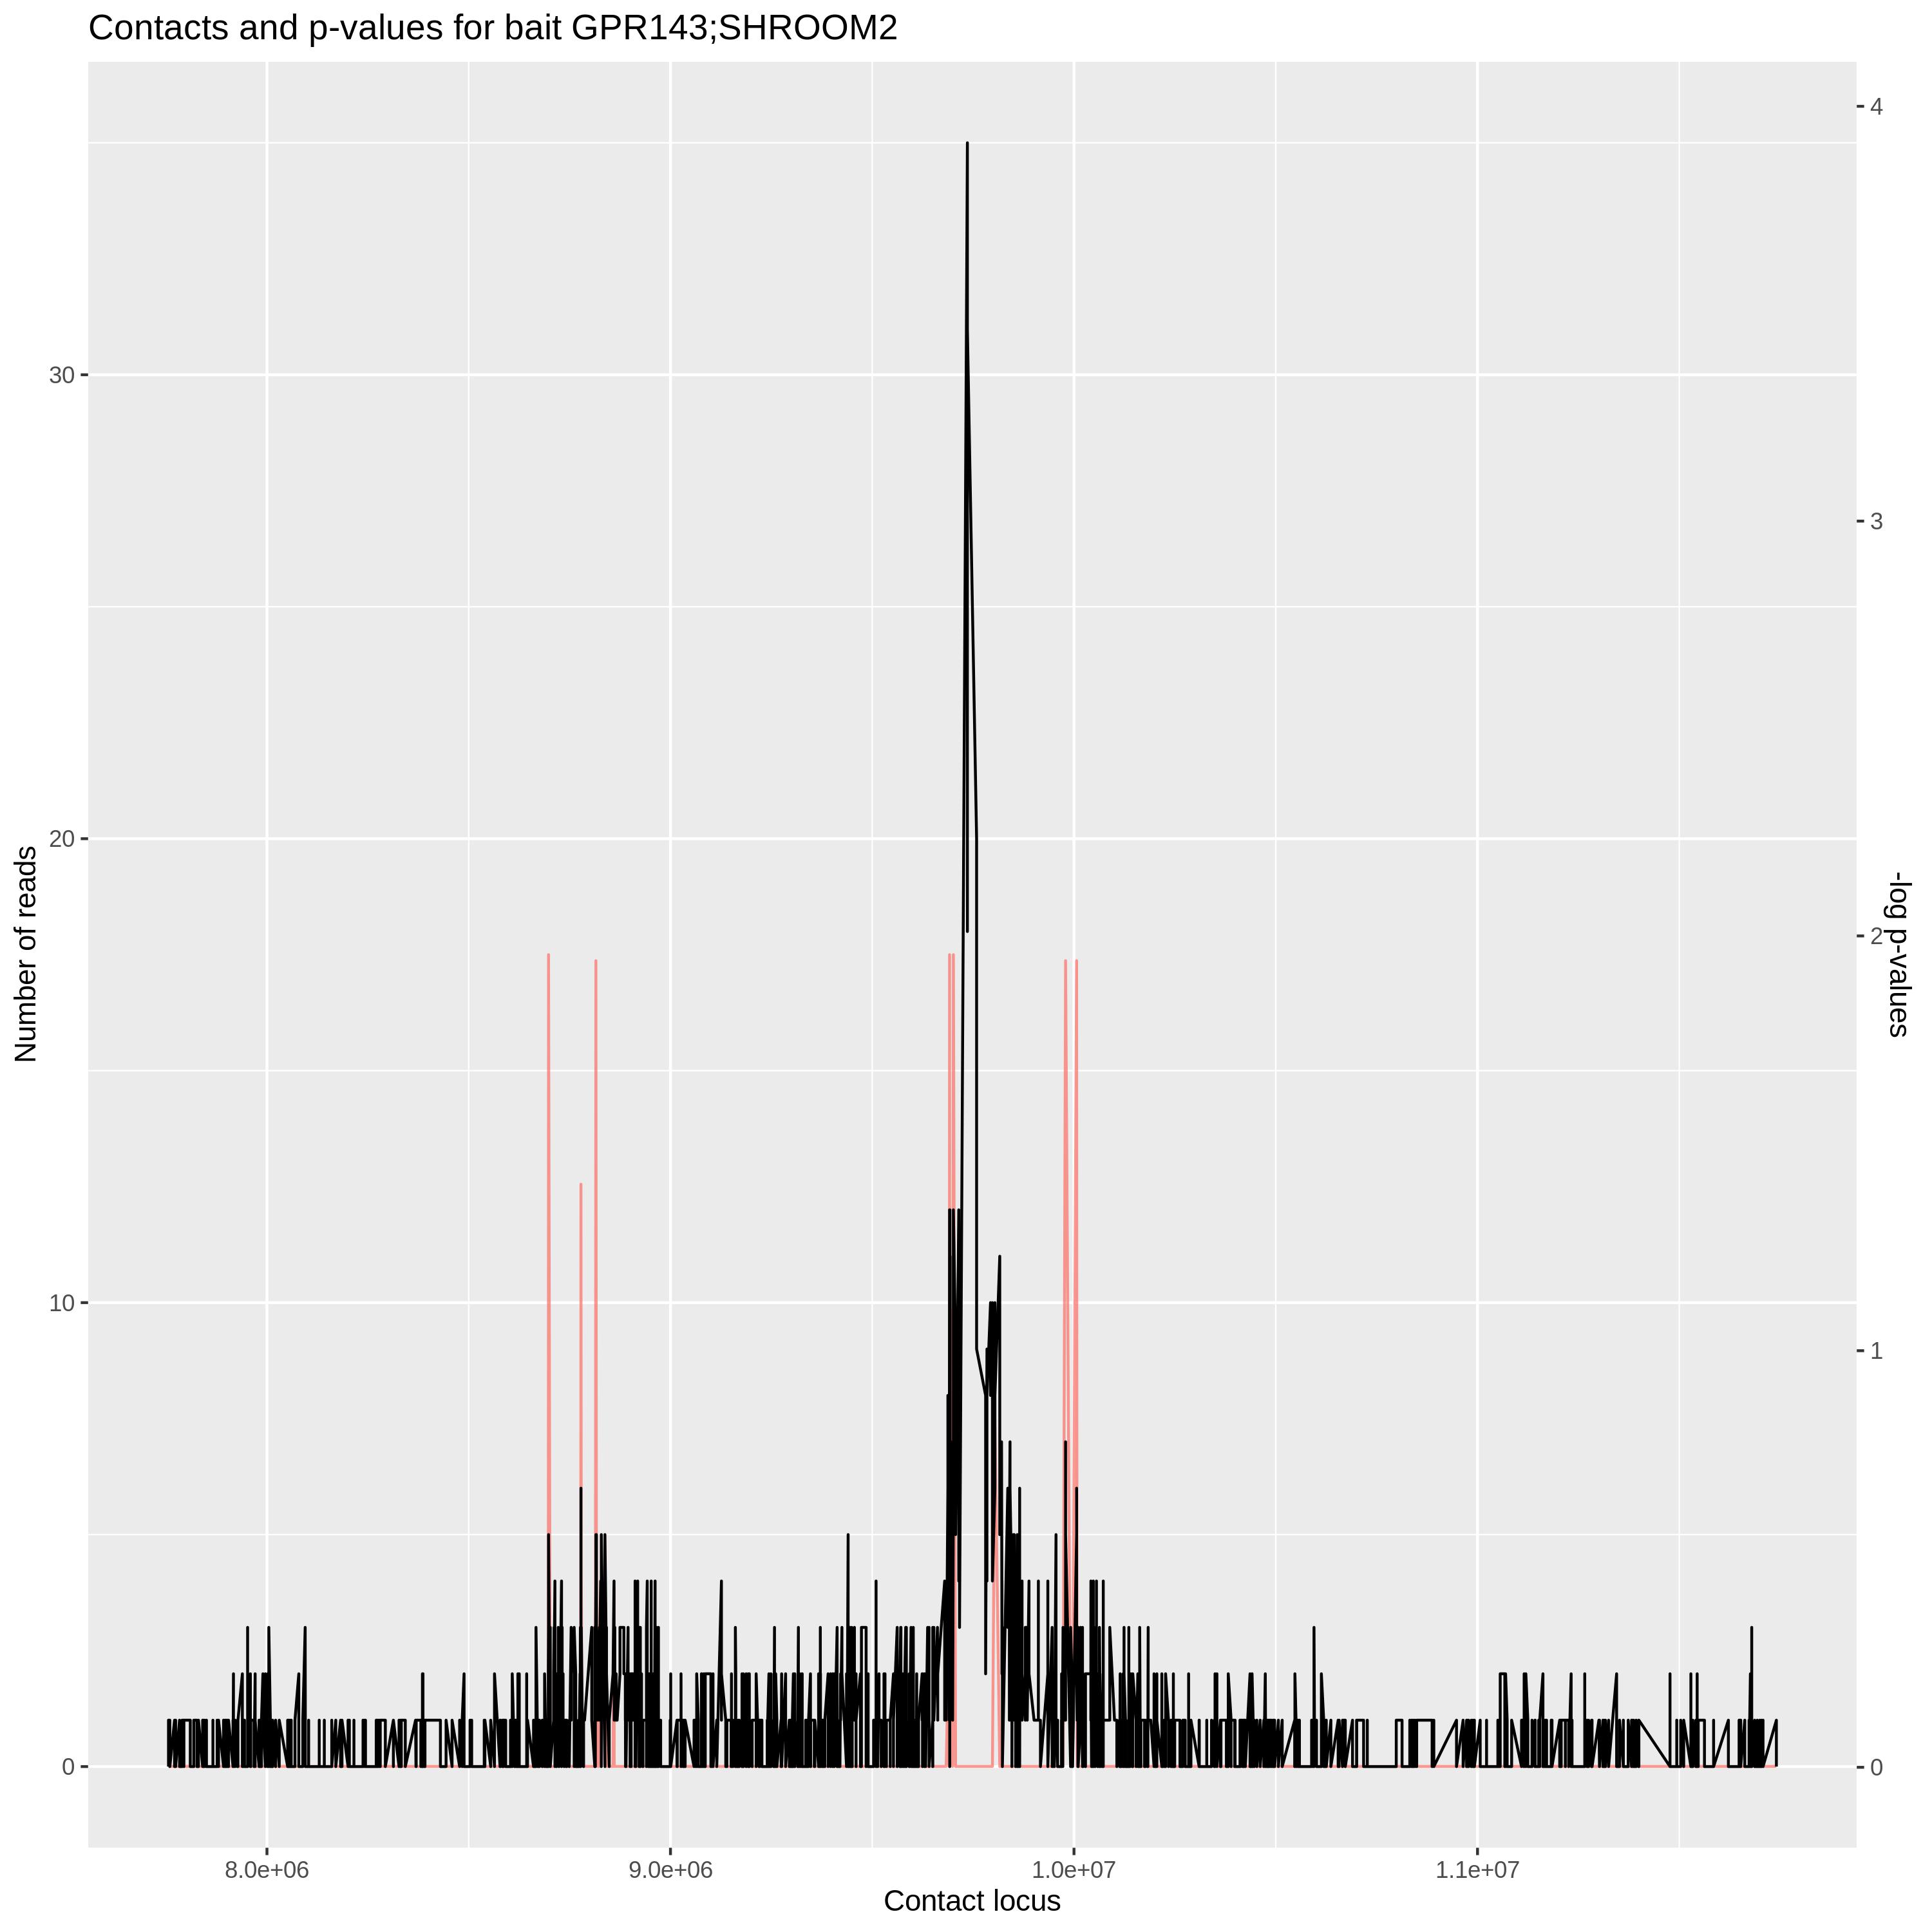 Contacts and p-values for bait GPR143;SHROOM2
Number of reads
30
20
10
0
4
3
2
1
0
-log p-values
8.0e+06 9.0e+06 1.0e+07 1.1e+07
Contact locus